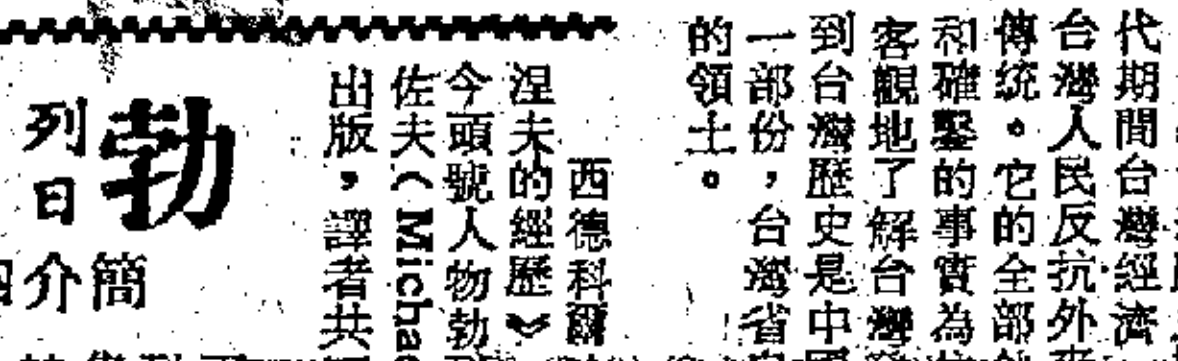 代期間台灣經濟
台灣人民反抗外來
傳統。它的全部
和確鑿的事實為
客觀地了解台灣
到台灣歷史是中國
一部份，台灣省
的領土。
西德科爾
涅未的經歷》
今頭號人物勃
佐夫（Michae
出版，譯者共
勃
列日
簡介